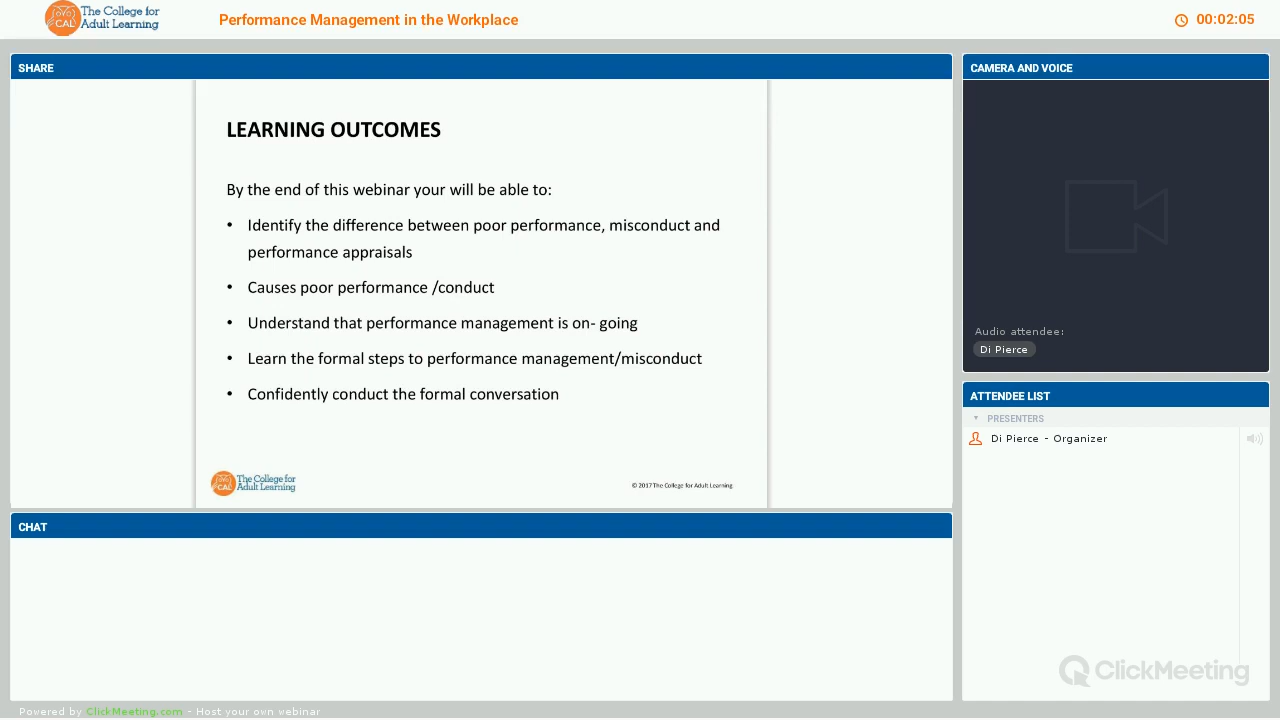 The College for
Adult Learning
CAL
Performance Management in the Workplace
00:02:05
SHARE
LEARNING OUTCOMES
By the end of this webinar your will be able to:
• Identify the difference between poor performance, misconduct and
performance appraisals
• Causes poor performance /conduct
• Understand that performance management is on- going
• Learn the formal steps to performance management/misconduct
• Confidently conduct the formal conversation
CAL
The College for
Adult Learning
© 2017 The College for Adult Learning
CHAT
CAMERA AND VOICE
Audio attendee:
Di Pierce
ATTENDEE LIST
PRESENTERS
Di Pierce - Organizer
ClickMeeting
Powered by ClickMeeting.com - Host your own webinar